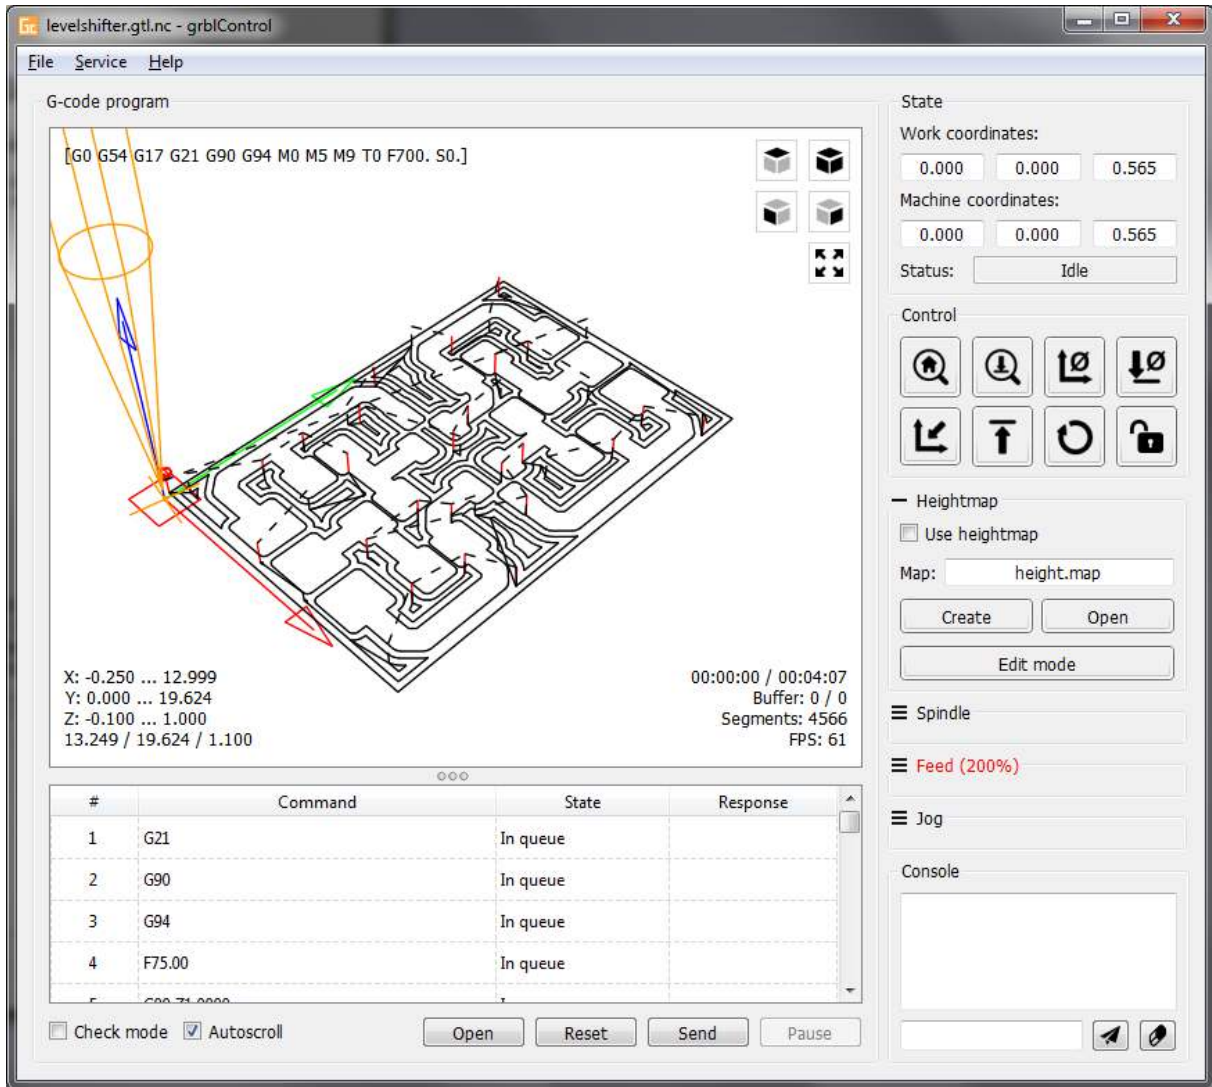 levelshifter.gtl.nc - grblControl
File Service Help
G-code program
[G0 G54 G17 G21 G90 G94 M0 M5 M9 T0 F700. S0.]
X: -0.250 ... 12.999
Y: 0.000 ... 19.624
Z: -0.100 ... 1.000
13.249 / 19.624 / 1.100
00:00:00 / 00:04:07
Buffer: 0 / 0
Segments: 4566
FPS: 61
# Command State Response
1 G21 In queue
2 G90 In queue
3 G94 In queue
4 F75.00 In queue
Check mode Autoscroll Open Reset Send Pause
State
Work coordinates:
0.000 0.000 0.565
Machine coordinates:
0.000 0.000 0.565
Status: Idle
Control
Heightmap
Use heightmap
Map: height.map
Create Open
Edit mode
Spindle
Feed (200%)
Jog
Console